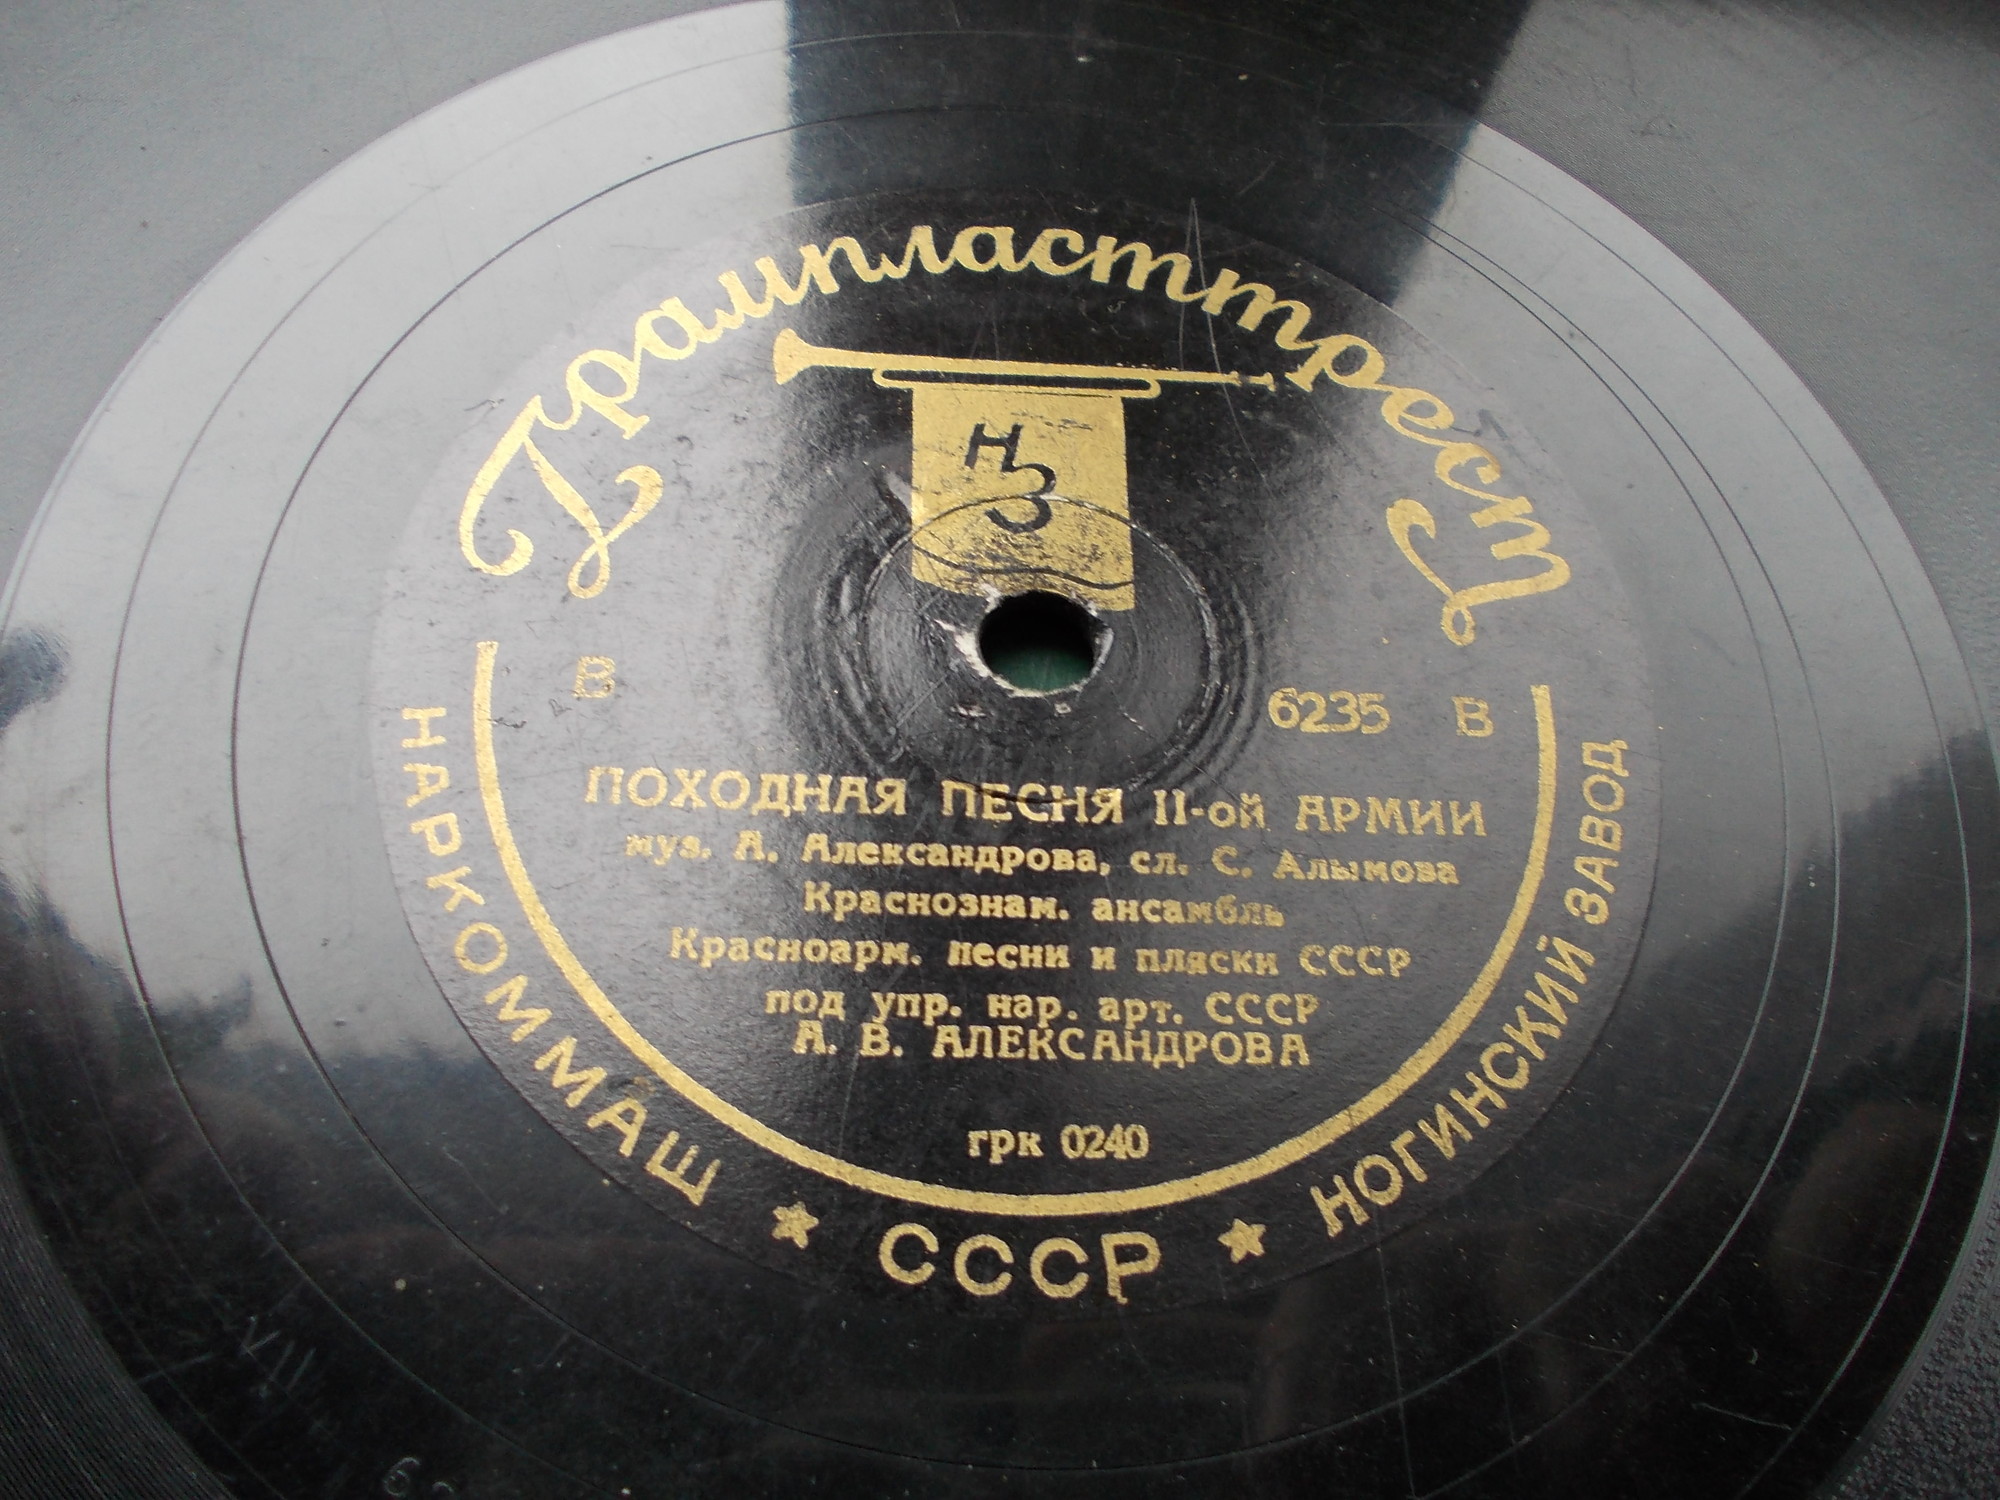 Грампласттрест
НЗ
В 6235 В
ПОХОДНАЯ ПЕСНЯ II-ой АРМИИ
муз. А. Александрова, сл. С. Алымова
Краснознам. ансамбль
Красноарм. песни и пляски СССР
под упр. нар. арт. СССР
А. В. АЛЕКСАНДРОВА
грк 0240
НАРКОММАШ ★ СССР ★ НОГИНСКИЙ ЗАВОД
VII